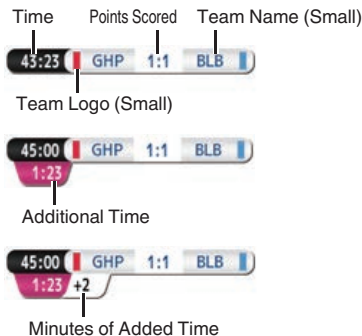 Time Points Scored Team Name (Small)
43:23 GHP 1:1 BLB
Team Logo (Small)
45:00 GHP 1:1 BLB
1:23
Additional Time
45:00 GHP 1:1 BLB
1:23 +2
Minutes of Added Time